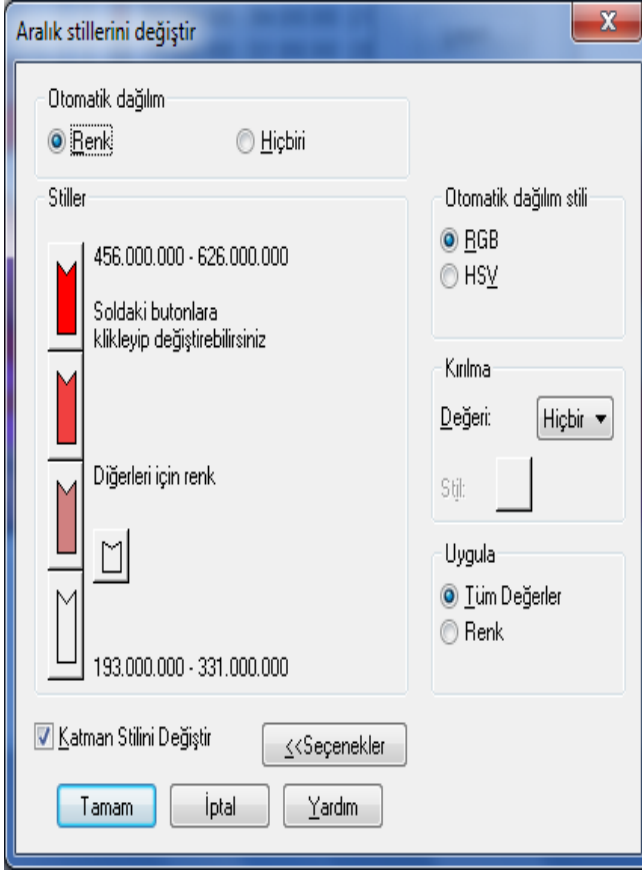 Aralık stillerini değiştir
Otomatik dağılım
Renk
Hiçbiri
Stiller
456.000.000 - 626.000.000
Soldaki butonlara
klikleyip değiştirebilirsiniz
Diğerleri için renk
193.000.000 - 331.000.000
Otomatik dağılım stili
RGB
HSV
Kırılma
Değeri:
Hiçbir
Stil:
Uygula
Tüm Değerler
Renk
Katman Stilini Değiştir
<<Seçenekler
Tamam
İptal
Yardım